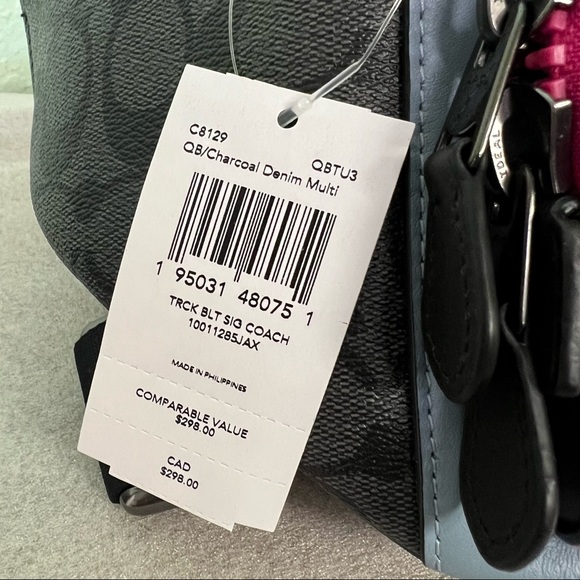 C8129 QBTU3
QB/Charcoal Denim Multi
1 95031 48075 1
TRCK BLT SIG COACH
10011285JAX
MADE IN PHILIPPINES
COMPARABLE VALUE
$298.00
CAD
$298.00
IDEAL